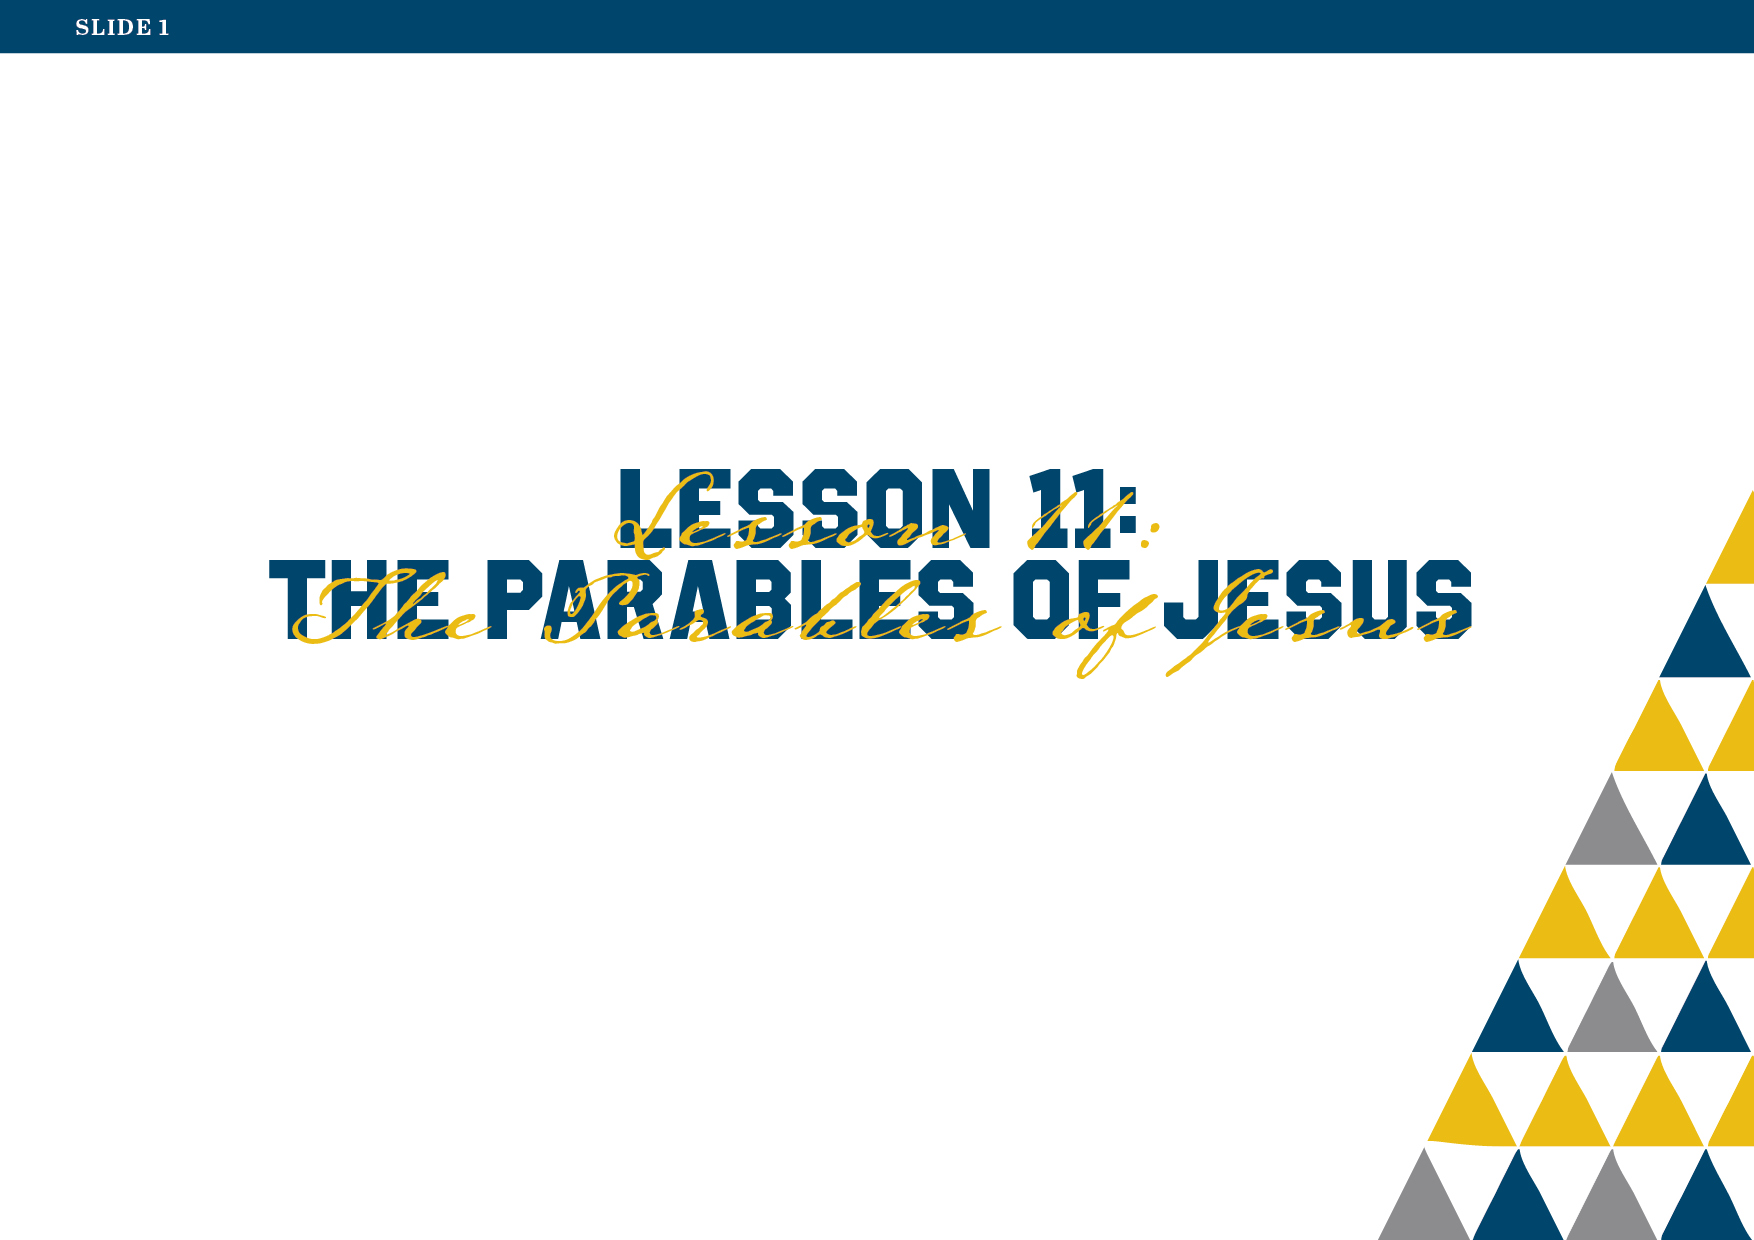 SLIDE 1
LESSON 11:
Lesson 11:
THE PARABLES OF JESUS
The Parables of Jesus